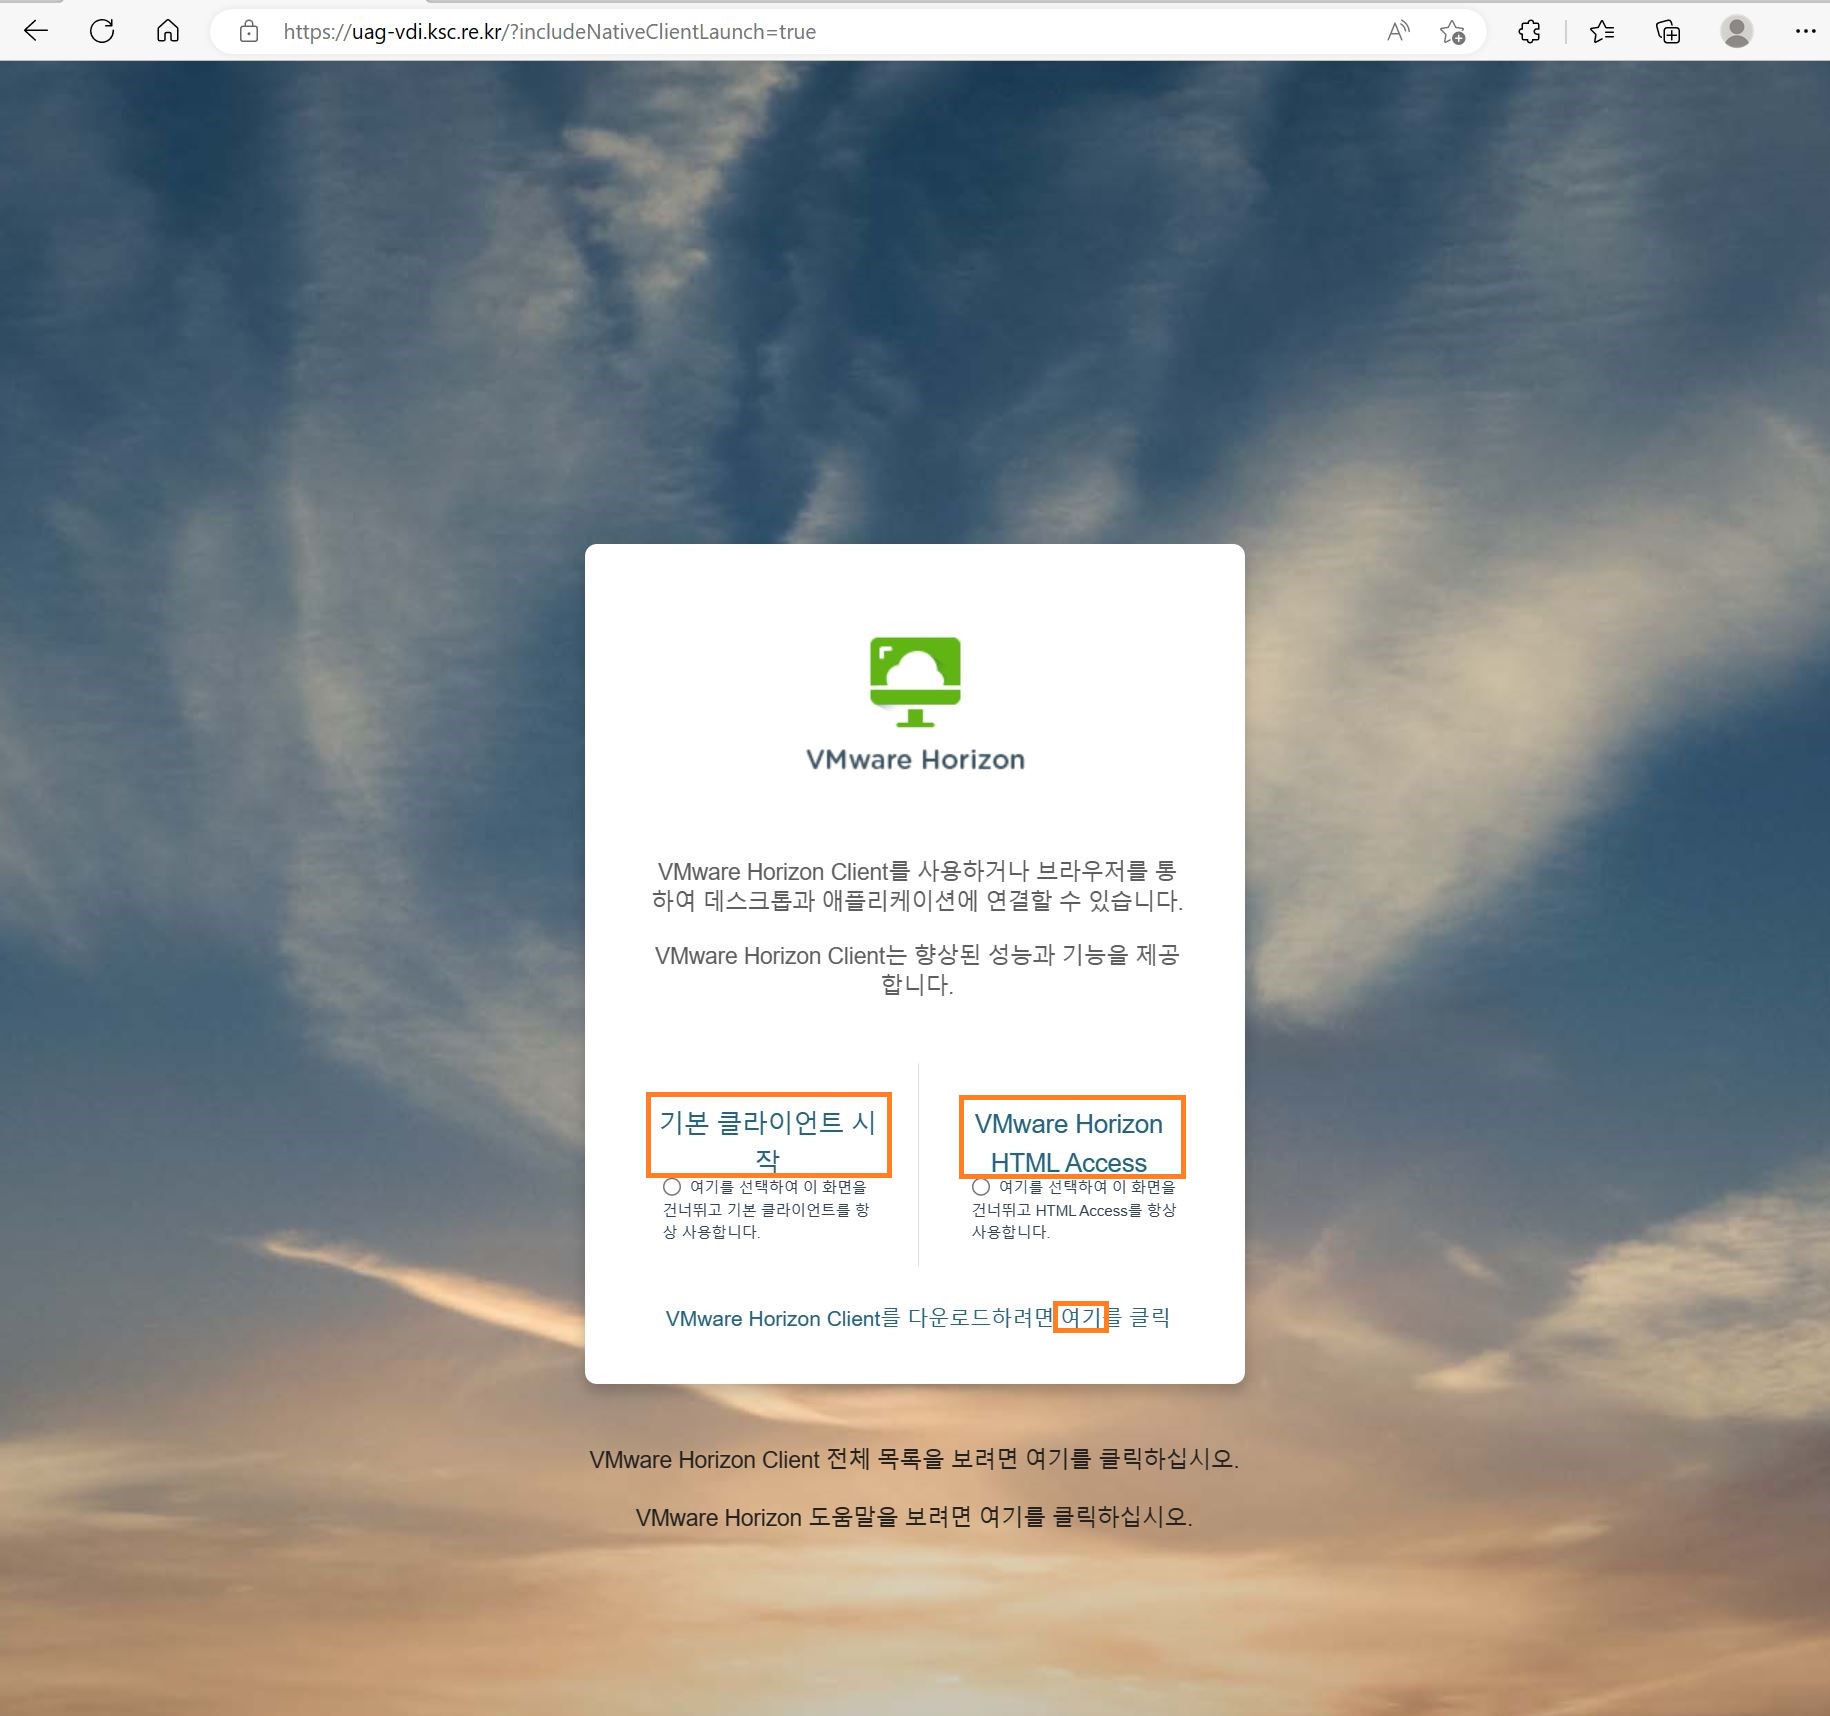 https://uag-vdi.ksc.re.kr/?includeNativeClientLaunch=true
VMware Horizon
VMware Horizon Client를 사용하거나 브라우저를 통
하여 데스크톱과 애플리케이션에 연결할 수 있습니다.
VMware Horizon Client는 향상된 성능과 기능을 제공
합니다.
기본 클라이언트 시
작
여기를 선택하여 이 화면을
건너뛰고 기본 클라이언트를 항
상 사용합니다.
VMware Horizon
HTML Access
여기를 선택하여 이 화면을
건너뛰고 HTML Access를 항상
사용합니다.
VMware Horizon Client를 다운로드하려면 여기를 클릭
VMware Horizon Client 전체 목록을 보려면 여기를 클릭하십시오.
VMware Horizon 도움말을 보려면 여기를 클릭하십시오.